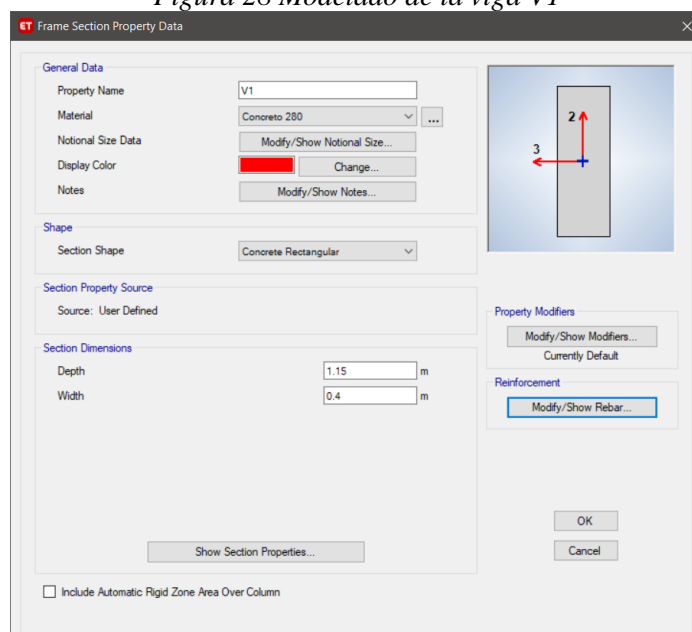 Figura 28 Modelado de la viga V1
ET Frame Section Property Data
General Data
Property Name V1
Material Concreto 280 ...
Notional Size Data Modify/Show Notional Size...
Display Color Change...
Notes Modify/Show Notes...
2
3
Shape
Section Shape Concrete Rectangular
Section Property Source
Source: User Defined
Property Modifiers
Modify/Show Modifiers...
Currently Default
Section Dimensions
Depth 1.15 m
Width 0.4 m
Reinforcement
Modify/Show Rebar...
OK
Show Section Properties... Cancel
Include Automatic Rigid Zone Area Over Column